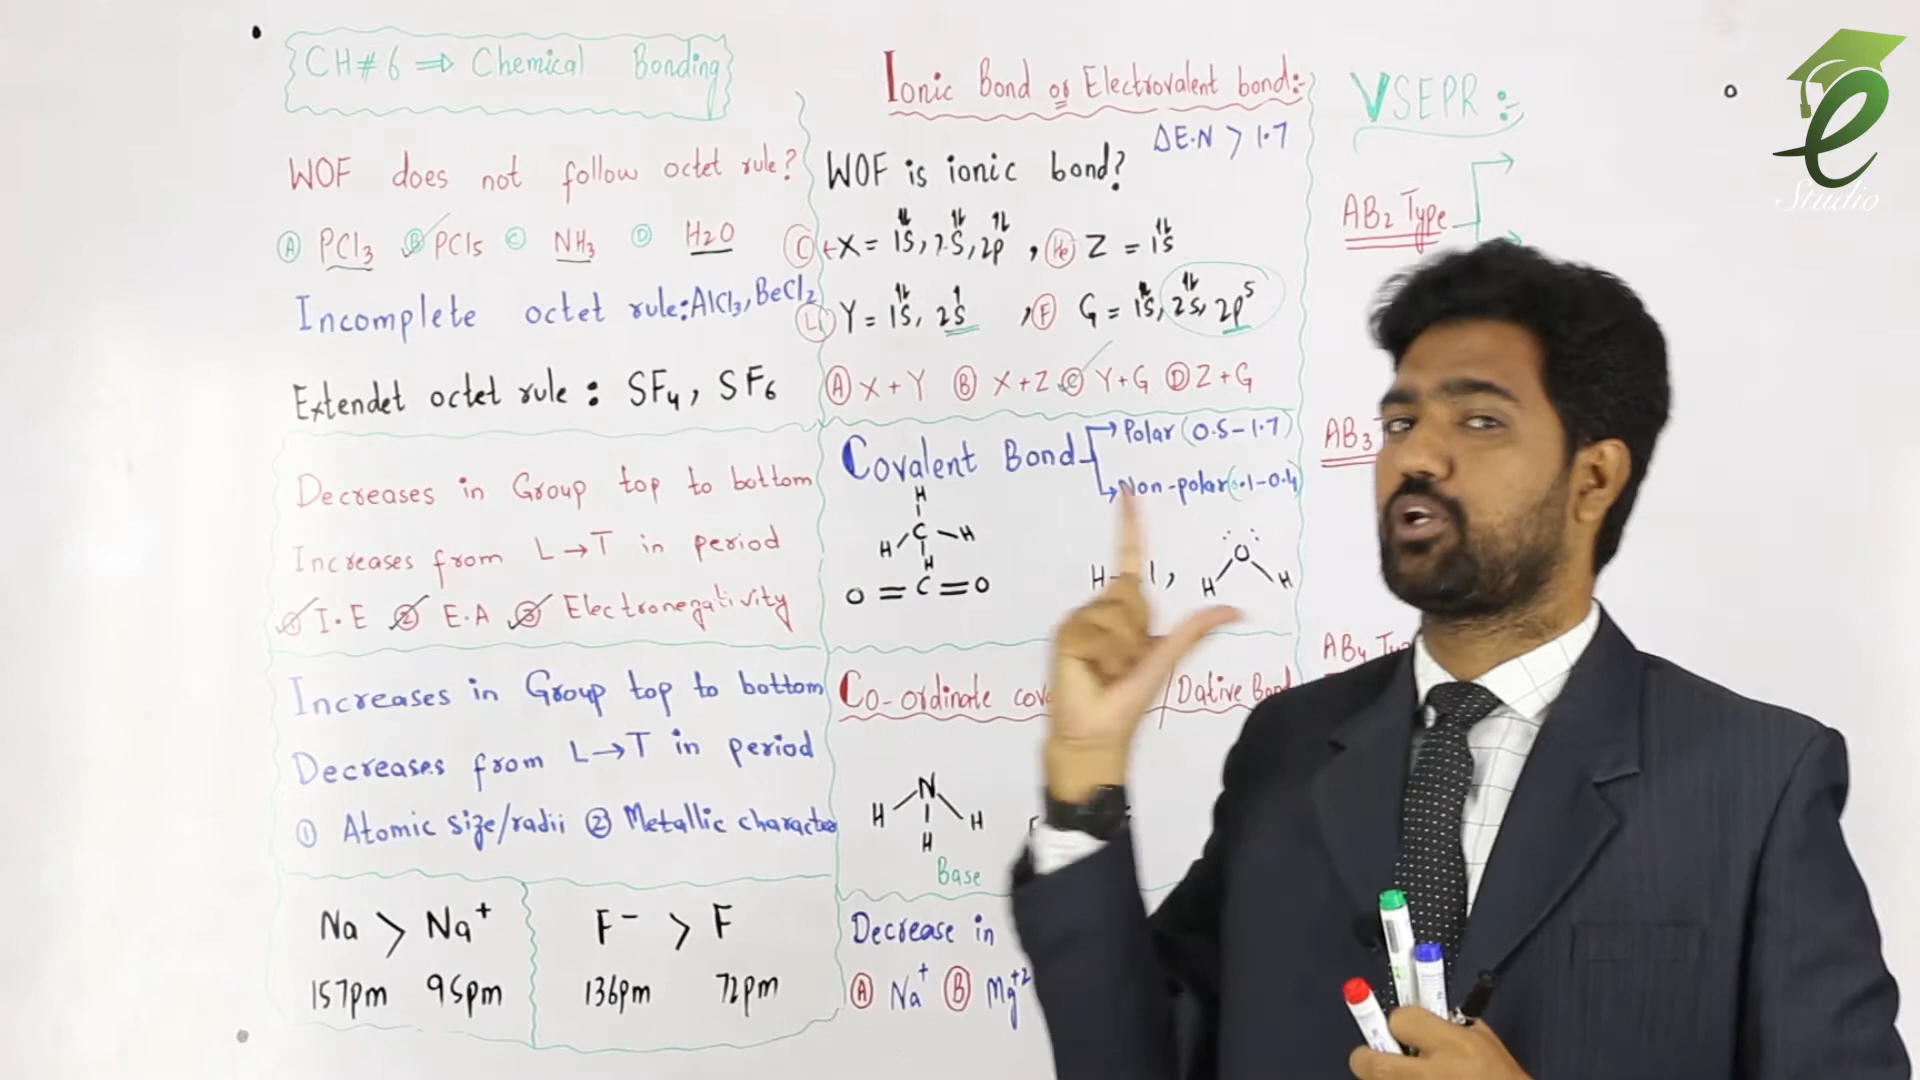 CH#6 ⇒ Chemical Bonding
WOF does not follow octet rule?
Ⓐ PCl3 Ⓑ PCl5 Ⓒ NH3 Ⓓ H2O
Incomplete octet rule: AlCl3, BeCl2
Extendet octet rule : SF4, SF6
Decreases in Group top to bottom
Increases from L→T in period
① I.E ② E.A ③ Electronegativity
Increases in Group top to bottom
Decreases from L→T in period
① Atomic size/radii ② Metallic character
Na > Na+
157pm 95pm
F- > F
136pm 72pm
Ionic Bond or Electrovalent bond:-
ΔE.N > 1.7
WOF is ionic bond?
C X = 1S, 2S, 2p , He Z = 1S
Li Y = 1S, 2S , F G = 1S, 2S, 2p5
Ⓐ X+Y Ⓑ X+Z Ⓒ Y+G Ⓓ Z+G
Covalent Bond
Polar (0.5-1.7)
Non-polar (0.1-0.4)
H
H C H
H
O = C = O
H
O
H H
Co-ordinate
/Dative Bond
N
H H
H
Base
Decrease in
Ⓐ Na+ Ⓑ Mg+2
VSEPR :-
AB2 Type
AB3
AB4
e
Studio